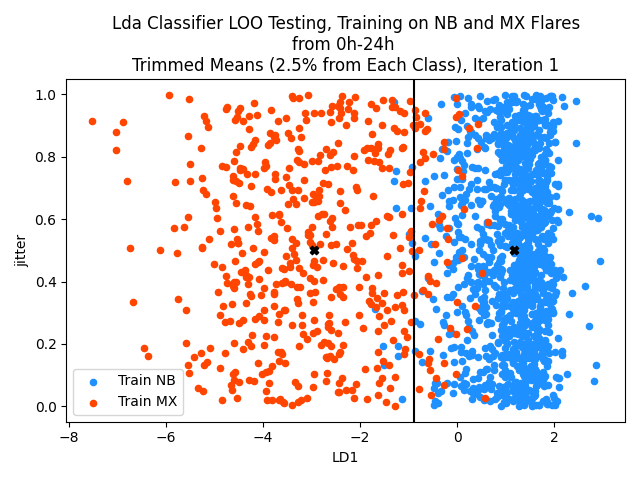 Lda Classifier LOO Testing, Training on NB and MX Flares
from 0h-24h
Trimmed Means (2.5% from Each Class), Iteration 1
1.0
0.8
0.6
0.4
0.2
0.0
jitter
Train NB
Train MX
−8
−6
−4
−2
0
2
LD1